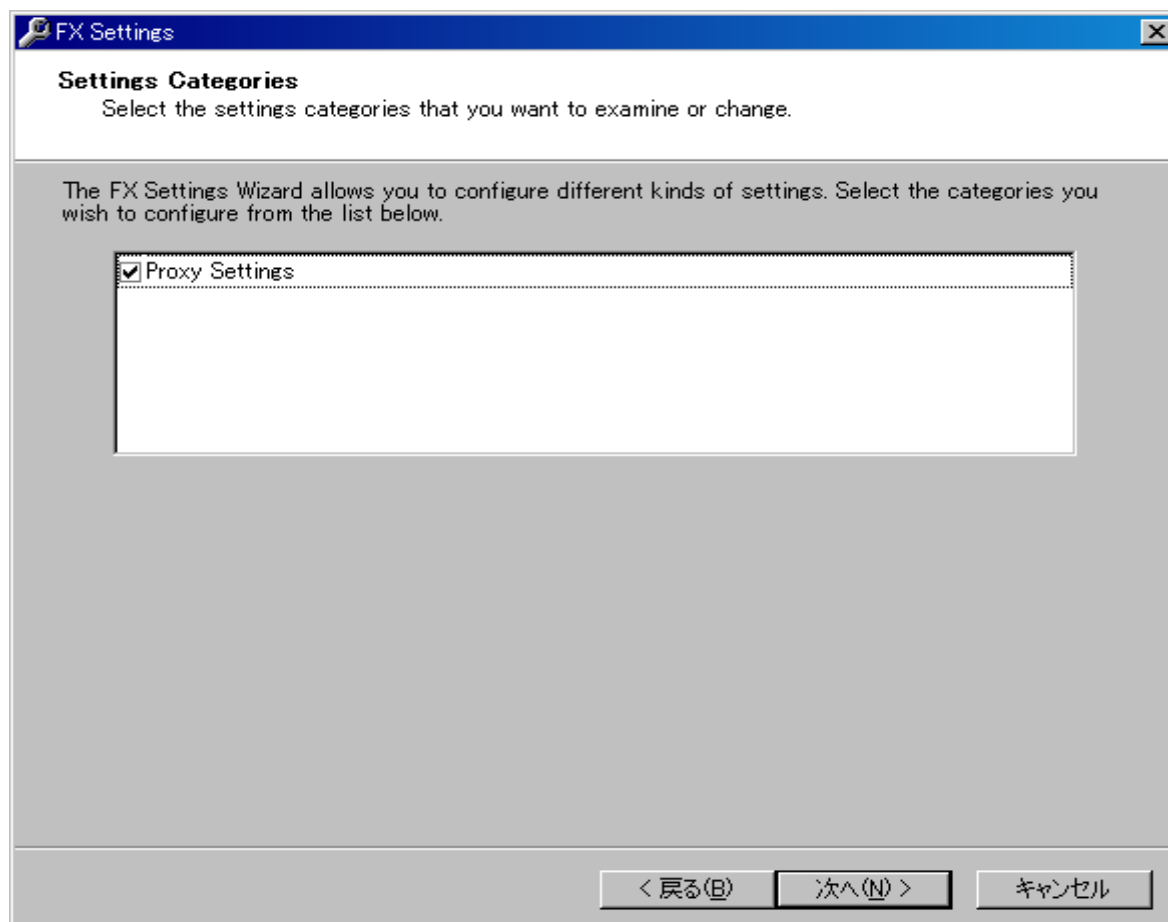 FX Settings
Settings Categories
Select the settings categories that you want to examine or change.
The FX Settings Wizard allows you to configure different kinds of settings. Select the categories you
wish to configure from the list below.
Proxy Settings
< 戻る(B)
次へ(N) >
キャンセル